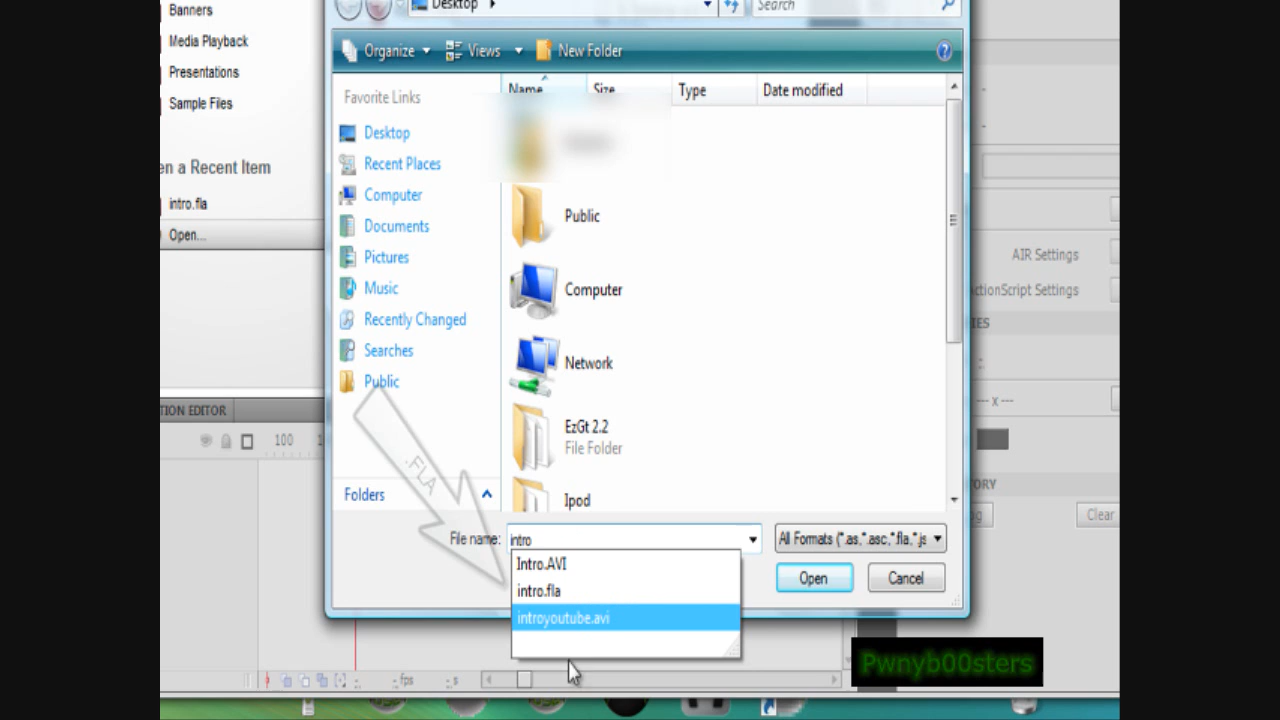 Banners
Media Playback
Presentations
Sample Files
en a Recent Item
intro.fla
Open...
TION EDITOR
100
fps
s
Desktop
Search
Organize
Views
New Folder
Favorite Links
Desktop
Recent Places
Computer
Documents
Pictures
Music
Recently Changed
Searches
Public
Folders
Name
Size
Type
Date modified
Public
Computer
Network
EzGt 2.2
File Folder
Ipod
.FLA
File name:
intro
All Formats (*.as,*.asc,*.fla,*.js
Intro.AVI
intro.fla
introyoutube.avi
Open
Cancel
AIR Settings
ctionScript Settings
IES
--- x ---
ORY
Clear
Pwnyb00sters